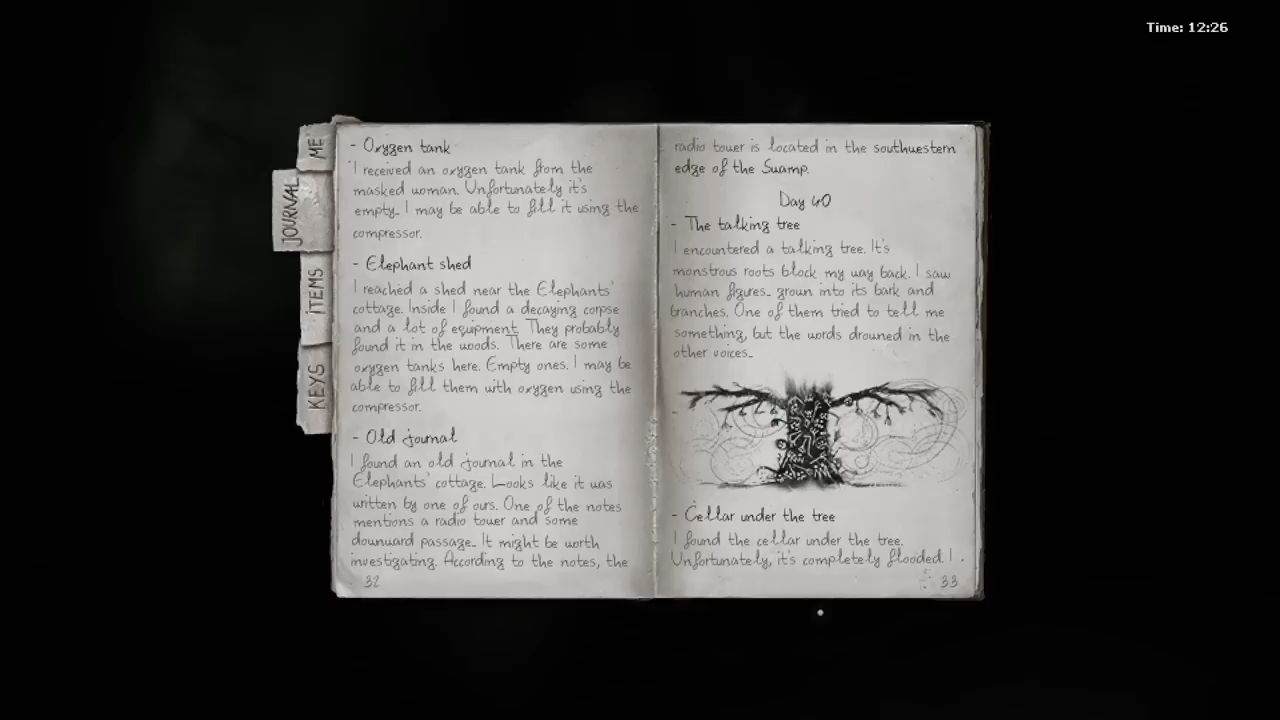 Time: 12:26
ME
JOURNAL
ITEMS
KEYS
- Oxygen tank
I received an oxygen tank from the
masked woman. Unfortunately it's
empty... I may be able to fill it using the
compressor.
- Elephant shed
I reached a shed near the Elephants'
cottage. Inside I found a decaying corpse
and a lot of equipment. They probably
found it in the woods. There are some
oxygen tanks here. Empty ones. I may be
able to fill them with oxygen using the
compressor.
- Old journal
I found an old journal in the
Elephants' cottage. Looks like it was
written by one of ours. One of the notes
mentions a radio tower and some
downward passage... It might be worth
investigating. According to the notes, the
32
radio tower is located in the southwestern
edge of the Swamp.
Day 40
- The talking tree
I encountered a talking tree. It's
monstrous roots block my way back. I saw
human figures... grown into its bark and
branches. One of them tried to tell me
something, but the words drowned in the
other voices...
- Cellar under the tree
I found the cellar under the tree.
Unfortunately, it's completely flooded. I
33